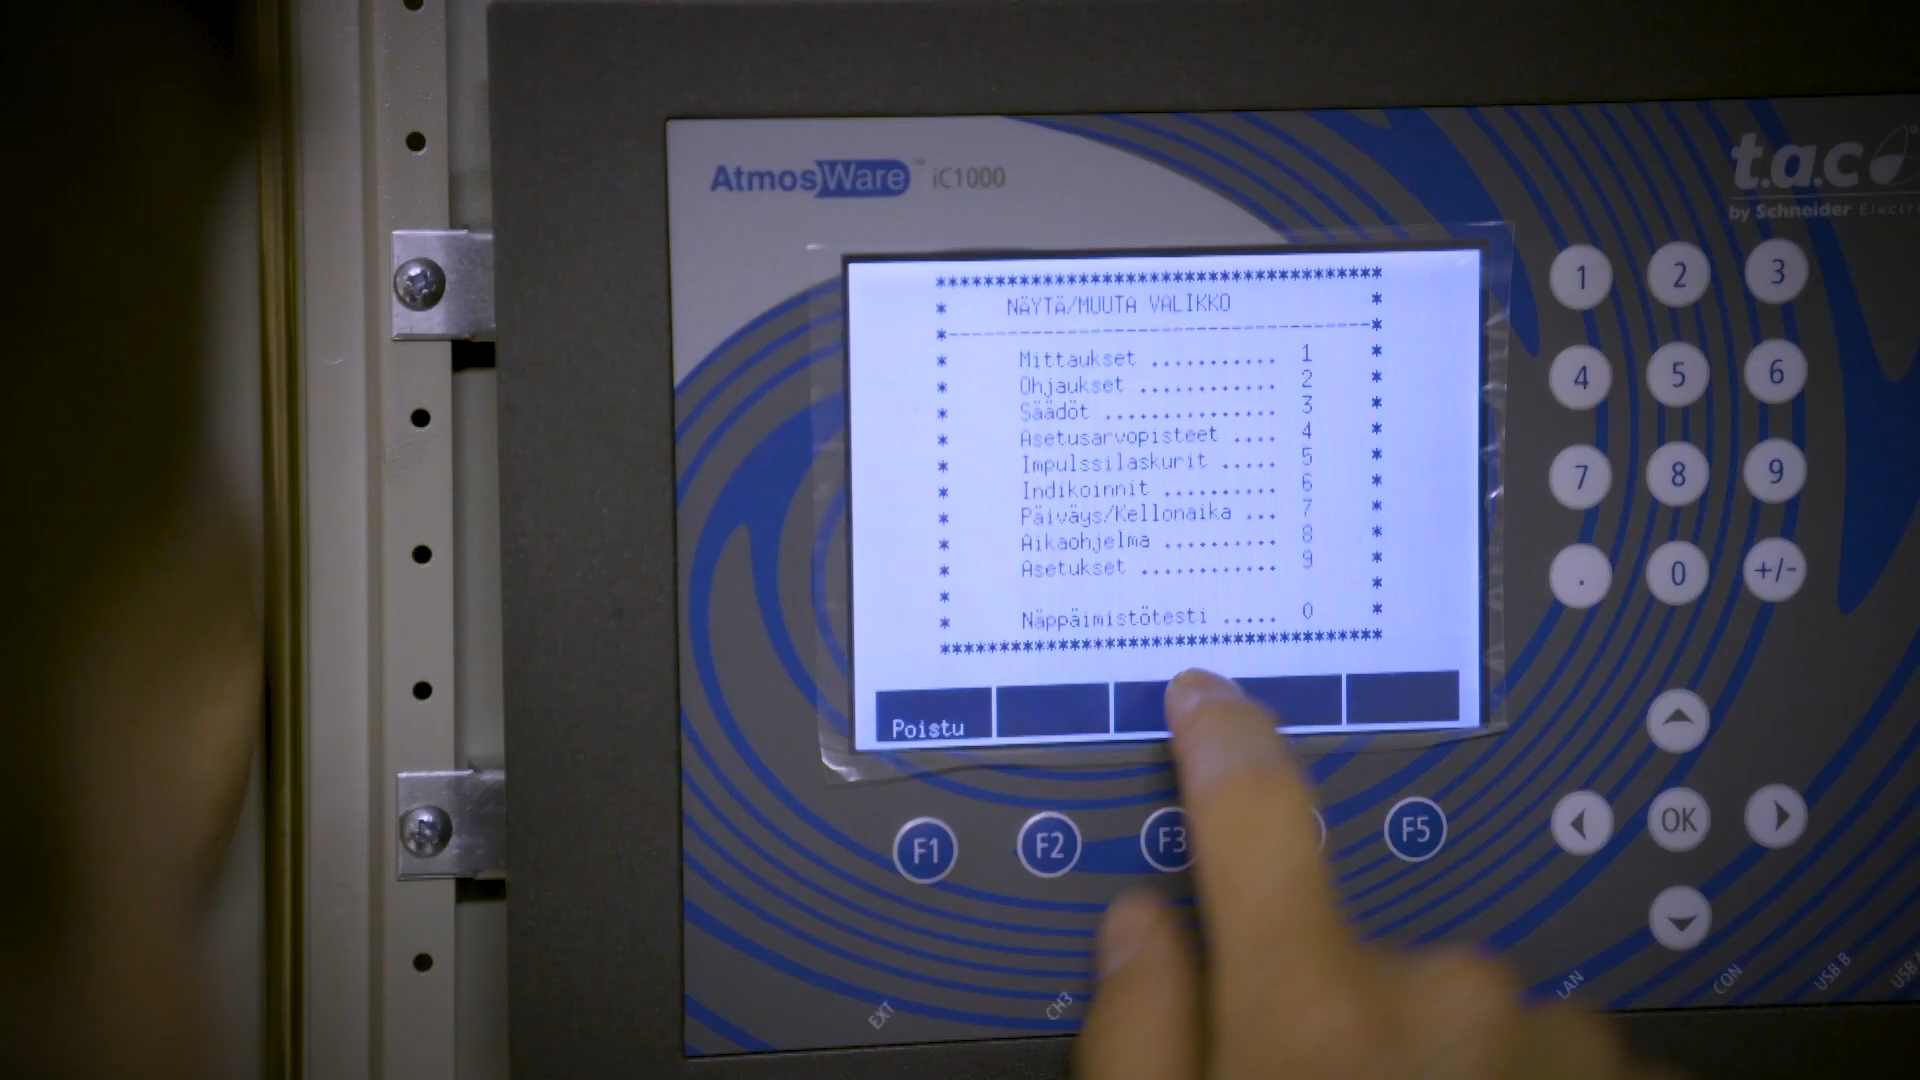 AtmosWare™ iC1000
t.a.c
by Schneider Electric
***************************************
* NÄYTÄ/MUUTA VALIKKO *
*------------------------------------*
* Mittaukset ........... 1 *
* Ohjaukset ............ 2 *
* Säädöt ............... 3 *
* Asetusarvopisteet .... 4 *
* Impulssilaskurit ..... 5 *
* Indikoinnit .......... 6 *
* Päiväys/Kellonaika ... 7 *
* Aikaohjelma .......... 8 *
* Asetukset ............ 9 *
* *
* Näppäimistötesti ..... 0 *
***************************************
Poistu
F1 F2 F3 F5
1 2 3
4 5 6
7 8 9
. 0 +/-
OK
EXT CH3 LAN CON USB B USB